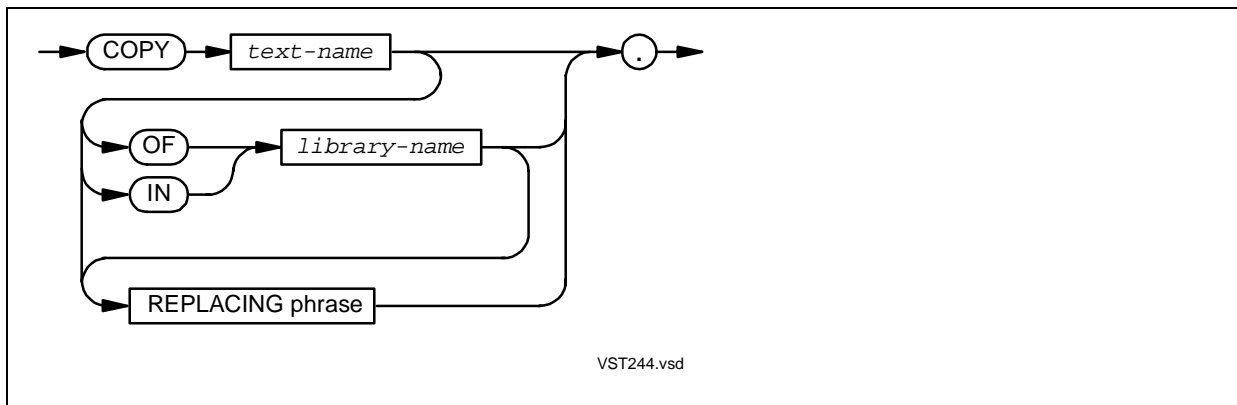 COPY text-name .
OF library-name
IN
REPLACING phrase
VST244.vsd